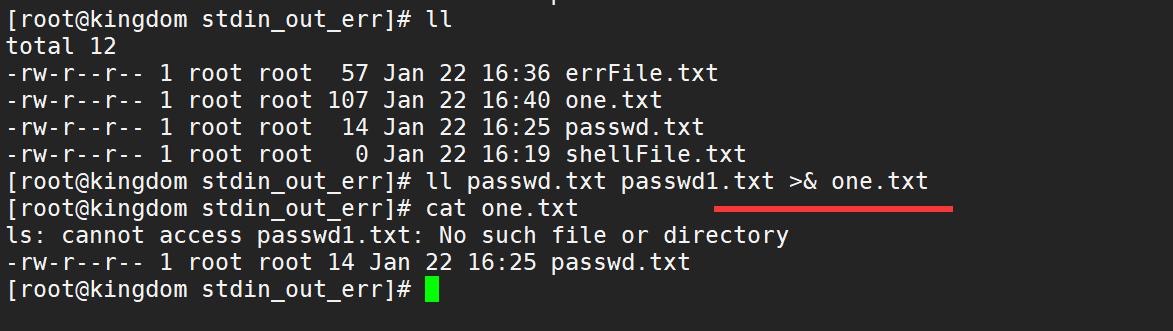 [root@kingdom stdin_out_err]# ll
total 12
-rw-r--r-- 1 root root  57 Jan 22 16:36 errFile.txt
-rw-r--r-- 1 root root 107 Jan 22 16:40 one.txt
-rw-r--r-- 1 root root  14 Jan 22 16:25 passwd.txt
-rw-r--r-- 1 root root   0 Jan 22 16:19 shellFile.txt
[root@kingdom stdin_out_err]# ll passwd.txt passwd1.txt >& one.txt
[root@kingdom stdin_out_err]# cat one.txt
ls: cannot access passwd1.txt: No such file or directory
-rw-r--r-- 1 root root 14 Jan 22 16:25 passwd.txt
[root@kingdom stdin_out_err]#